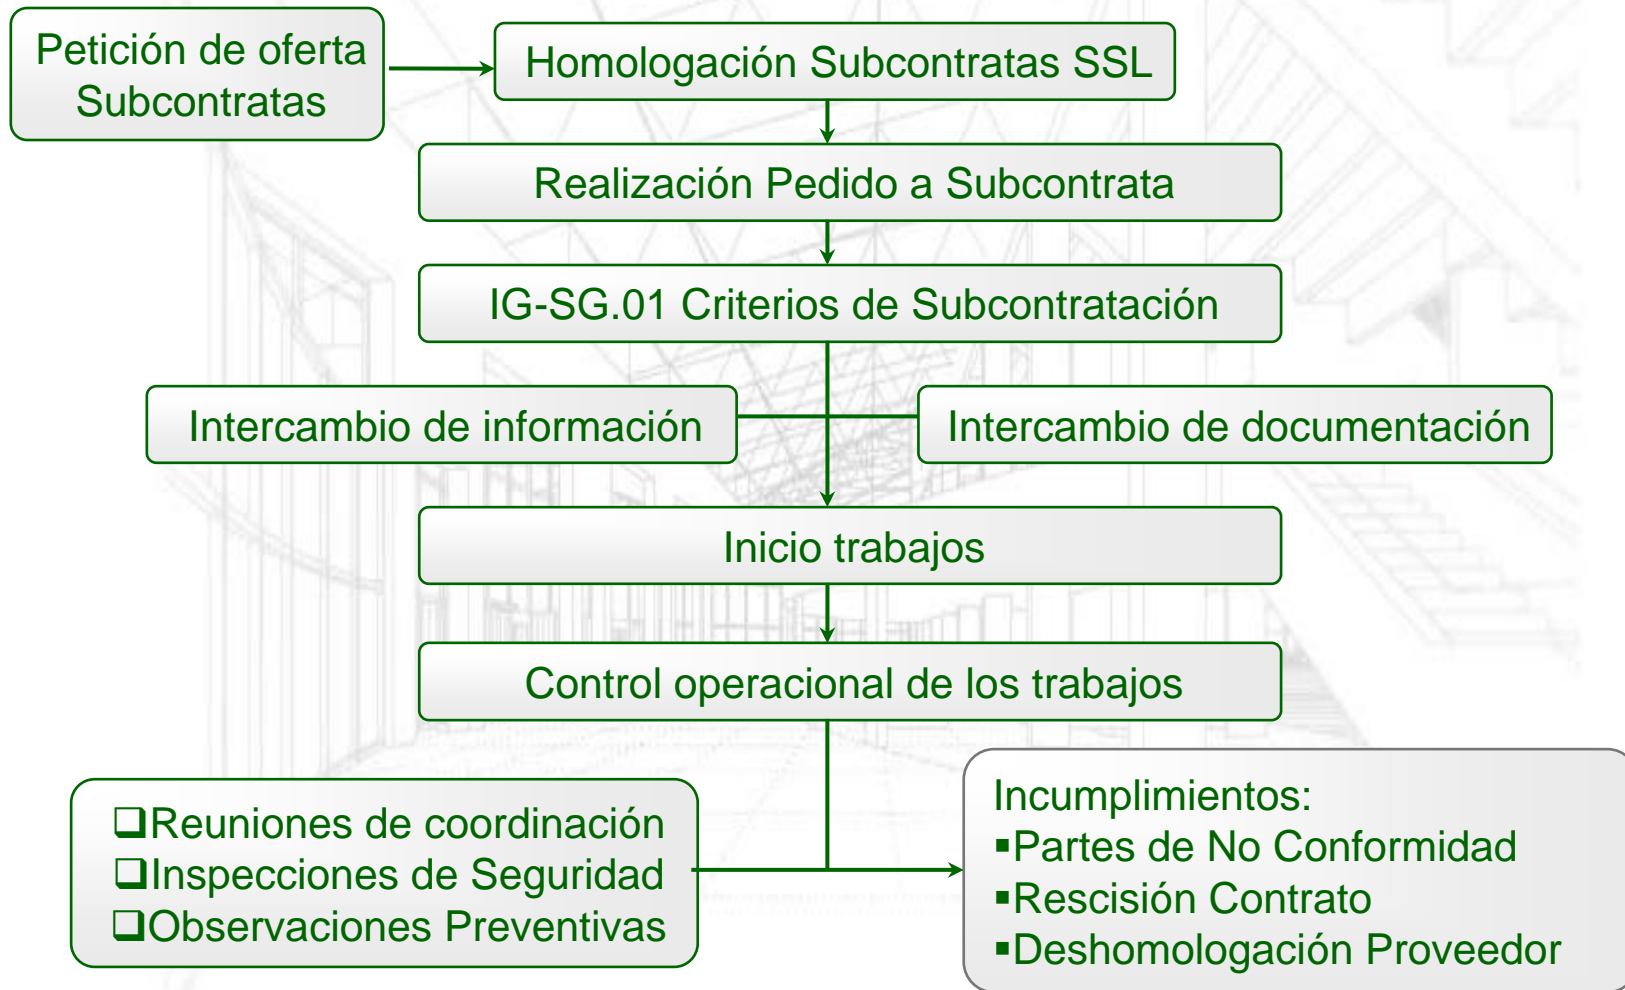 Petición de oferta
Subcontratas
Homologación Subcontratas SSL
Realización Pedido a Subcontrata
IG-SG.01 Criterios de Subcontratación
Intercambio de información
Intercambio de documentación
Inicio trabajos
Control operacional de los trabajos
❑Reuniones de coordinación
❑Inspecciones de Seguridad
❑Observaciones Preventivas
Incumplimientos:
▪Partes de No Conformidad
▪Rescisión Contrato
▪Deshomologación Proveedor